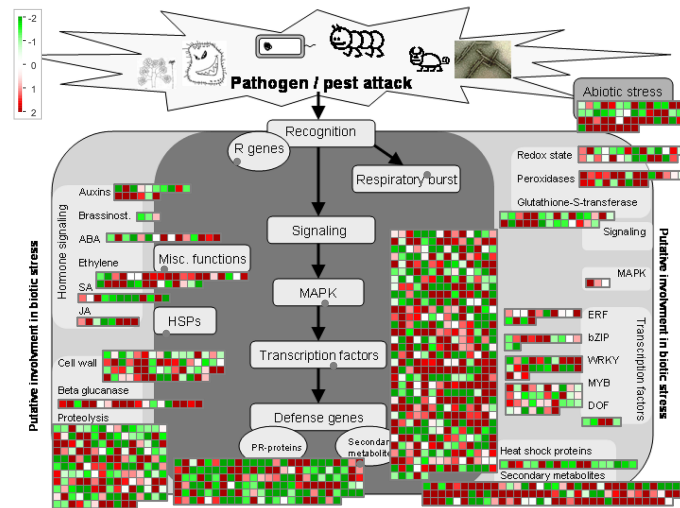 -2
-1
0
1
2
Pathogen / pest attack
Abiotic stress
Recognition
R genes
Respiratory burst
Redox state
Peroxidases
Glutathione-S-transferase
Signaling
MAPK
Auxins
Brassinost.
ABA
Ethylene
SA
JA
Hormone signaling
Putative involvment in biotic stress
Misc. functions
HSPs
Signaling
MAPK
Transcription factors
Defense genes
PR-proteins
Secondary
metabolite
Cell wall
Beta glucanase
Proteolysis
ERF
bZIP
WRKY
MYB
DOF
Transcription factors
Putative involvment in biotic stress
Heat shock proteins
Secondary metabolites